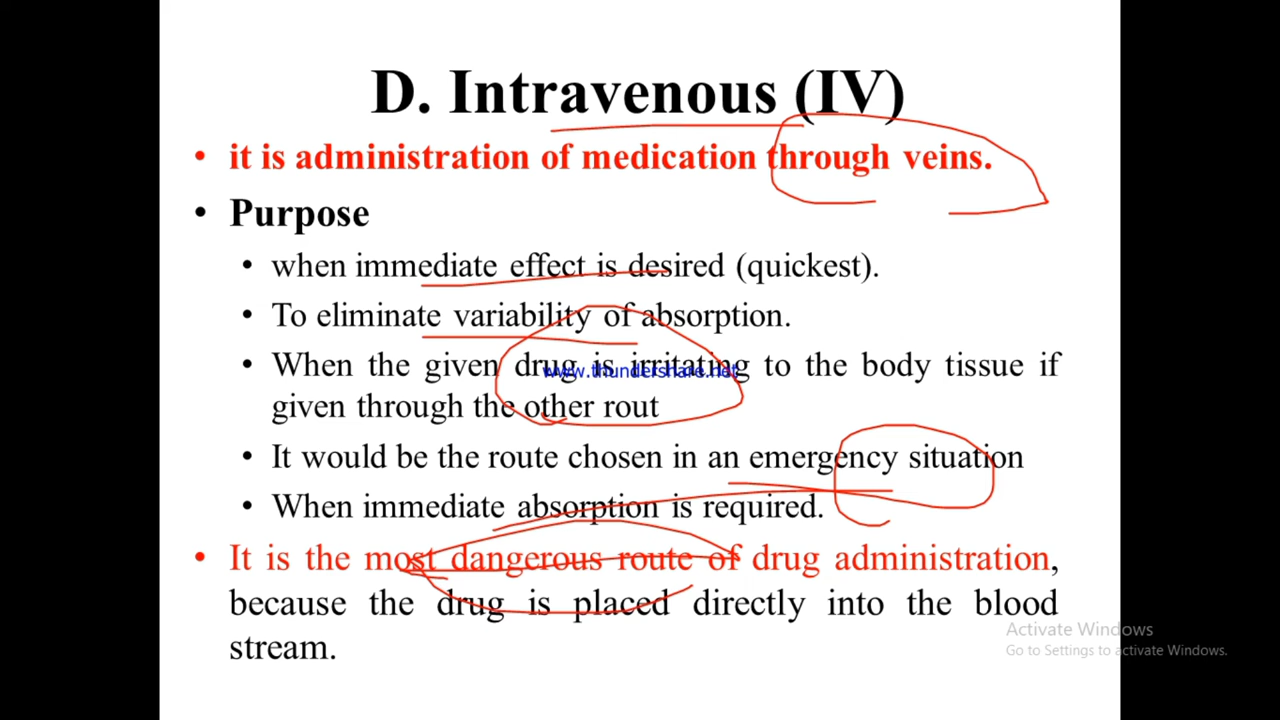 D. Intravenous (IV)
• it is administration of medication through veins.
• Purpose
• when immediate effect is desired (quickest).
• To eliminate variability of absorption.
• When the given drug is irritating to the body tissue if
www.thundershare.net
given through the other rout
• It would be the route chosen in an emergency situation
• When immediate absorption is required.
• It is the most dangerous route of drug administration,
because the drug is placed directly into the blood
stream.
Activate Windows
Go to Settings to activate Windows.